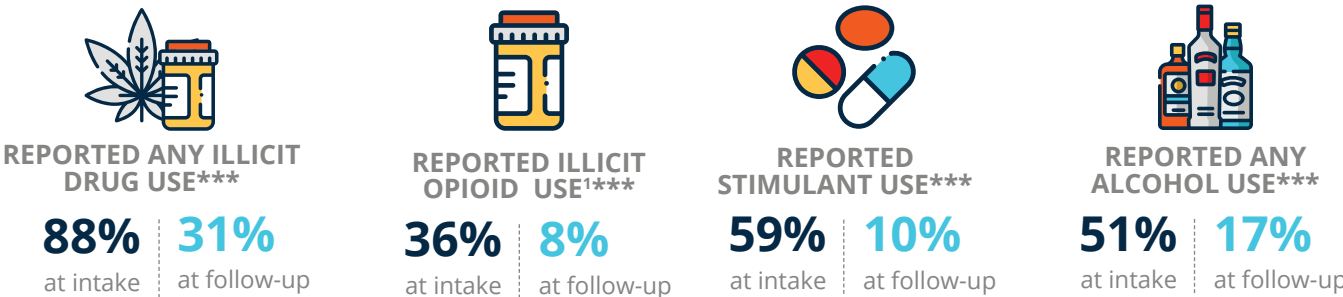 REPORTED ANY ILLICIT
DRUG USE***
88%
at intake
31%
at follow-up
REPORTED ILLICIT
OPIOID USE¹***
36%
at intake
8%
at follow-up
REPORTED
STIMULANT USE***
59%
at intake
10%
at follow-up
REPORTED ANY
ALCOHOL USE***
51%
at intake
17%
at follow-up